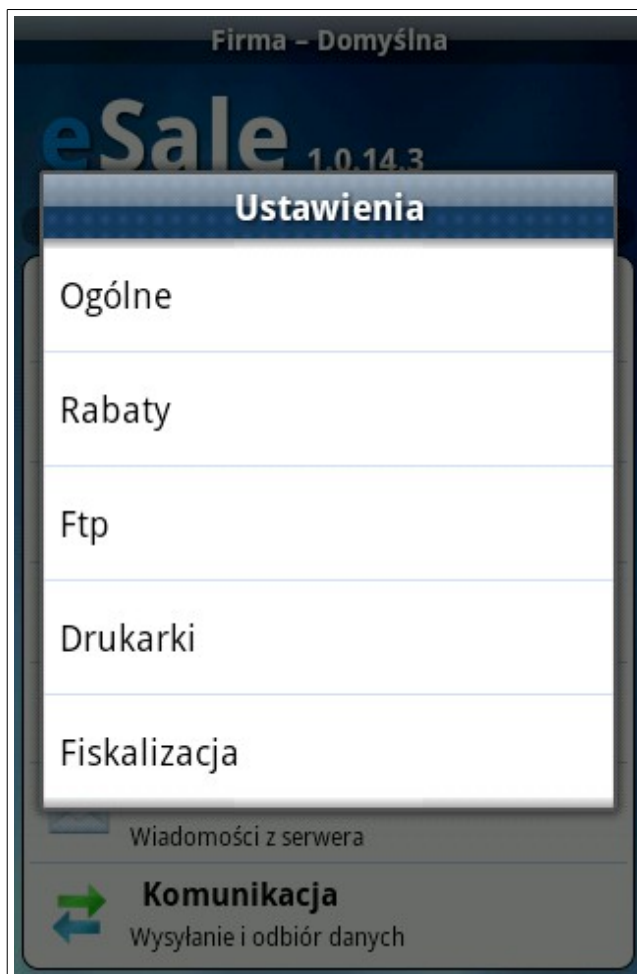 Firma – Domyślna
eSale 1.0.14.3
Ustawienia
Ogólne
Rabaty
Ftp
Drukarki
Fiskalizacja
Wiadomości z serwera
Komunikacja
Wysyłanie i odbiór danych